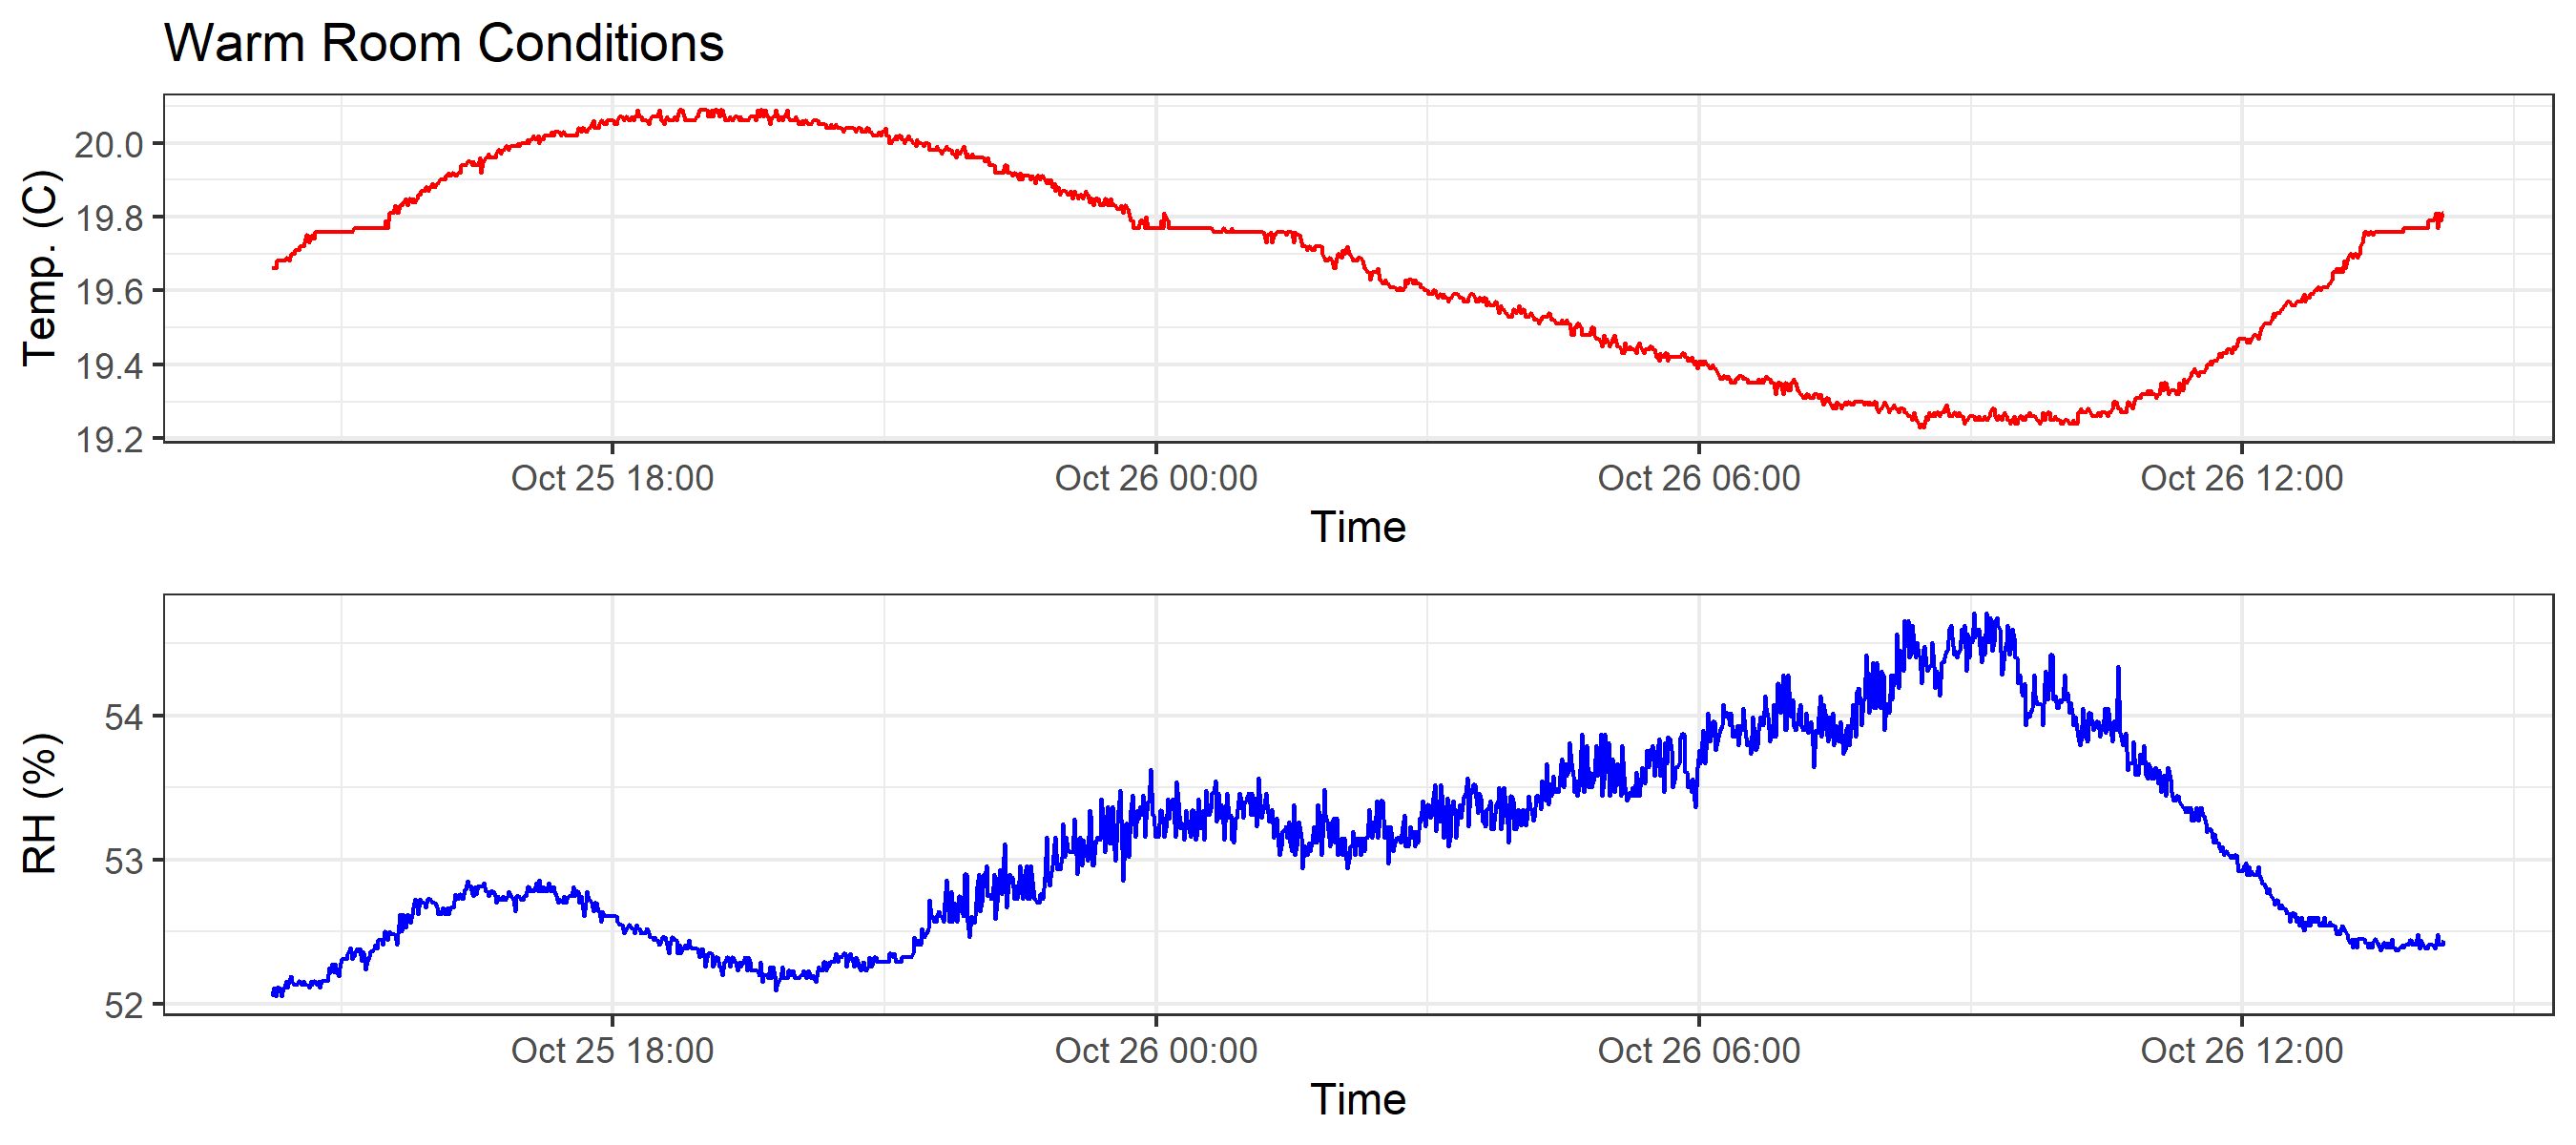 Warm Room Conditions
Temp. (C)
20.0
19.8
19.6
19.4
19.2
Oct 25 18:00 Oct 26 00:00 Oct 26 06:00 Oct 26 12:00
Time
RH (%)
54
53
52
Oct 25 18:00 Oct 26 00:00 Oct 26 06:00 Oct 26 12:00
Time